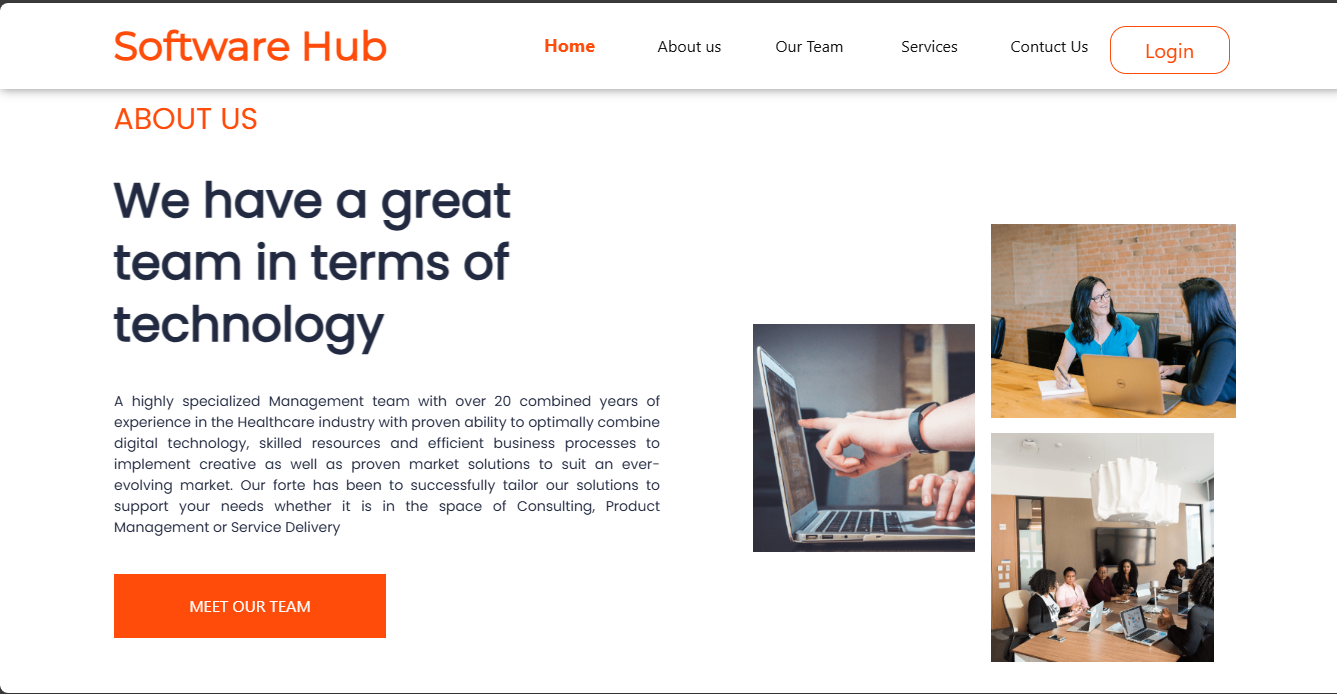 Software Hub
Home
About us
Our Team
Services
Contuct Us
Login
ABOUT US
We have a great
team in terms of
technology
A highly specialized Management team with over 20 combined years of
experience in the Healthcare industry with proven ability to optimally combine
digital technology, skilled resources and efficient business processes to
implement creative as well as proven market solutions to suit an ever-
evolving market. Our forte has been to successfully tailor our solutions to
support your needs whether it is in the space of Consulting, Product
Management or Service Delivery
MEET OUR TEAM